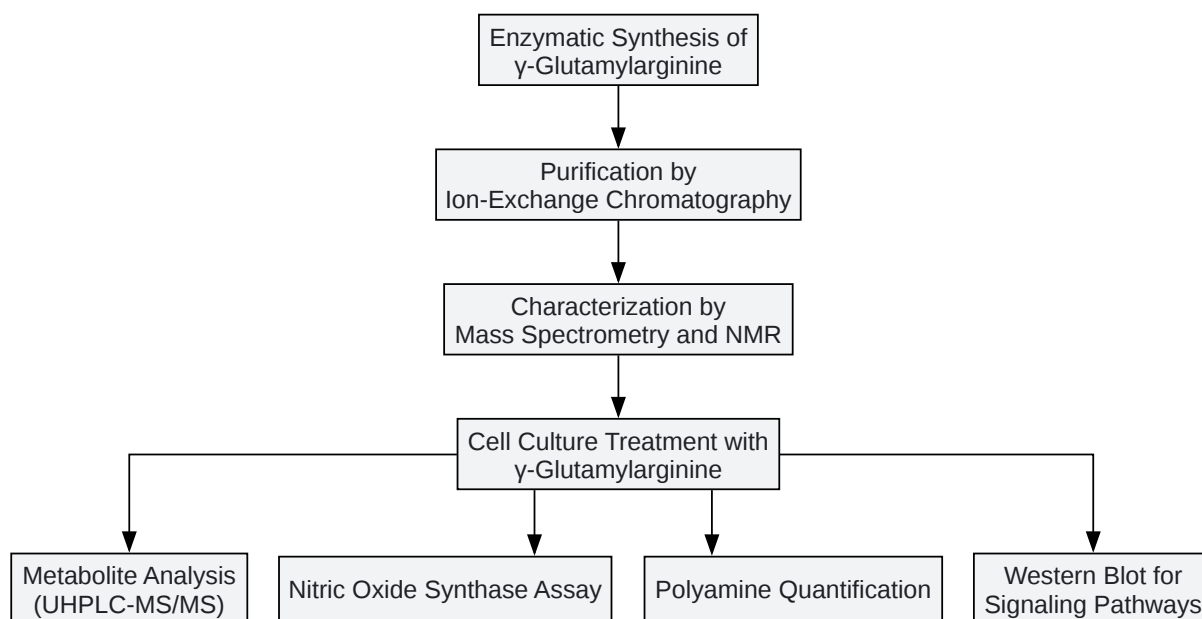 Enzymatic Synthesis of
γ-Glutamylarginine
Purification by
Ion-Exchange Chromatography
Characterization by
Mass Spectrometry and NMR
Cell Culture Treatment with
γ-Glutamylarginine
Metabolite Analysis
(UHPLC-MS/MS)
Nitric Oxide Synthase Assay
Polyamine Quantification
Western Blot for
Signaling Pathways